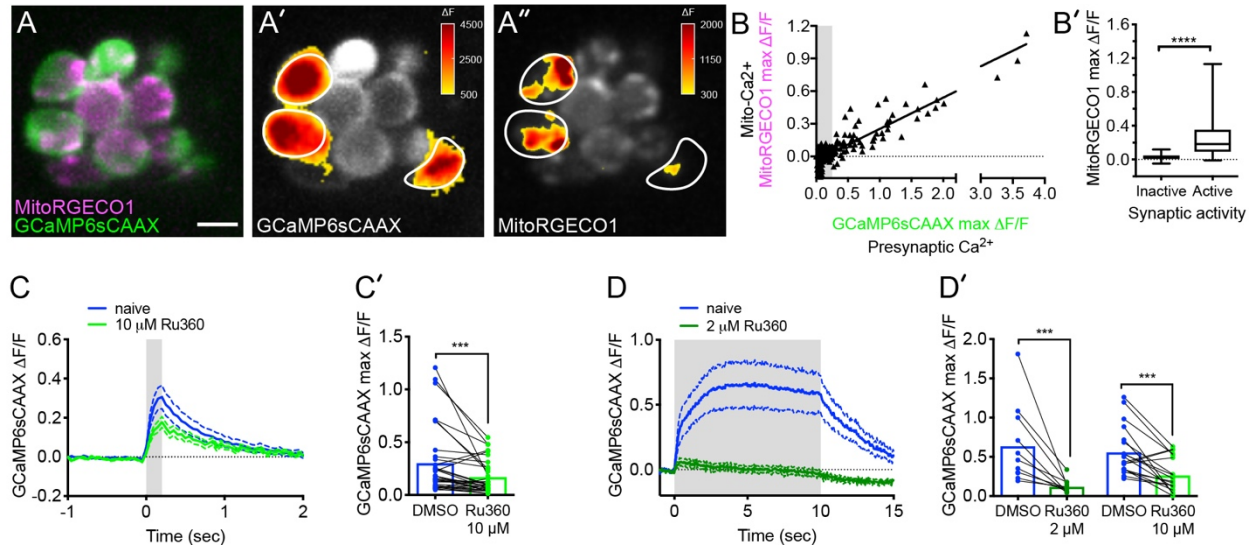 A
MitoRGECO1
GCaMP6sCAAX
A′
ΔF
4500
2500
500
GCaMP6sCAAX
A″
ΔF
2000
1150
300
MitoRGECO1
B
Mito-Ca2+
MitoRGECO1 max ΔF/F
1.2
0.9
0.6
0.3
0.0
0.0 0.5 1.0 1.5 2.0 3.0 3.5 4.0
GCaMP6sCAAX max ΔF/F
Presynaptic Ca2+
B′
MitoRGECO1 max ΔF/F
1.6
1.2
0.8
0.4
0.0
****
Inactive Active
Synaptic activity
C
naive
10 μM Ru360
GCaMP6sCAAX ΔF/F
0.6
0.4
0.2
0.0
-0.2
-1 0 1 2
Time (sec)
C′
GCaMP6sCAAX max ΔF/F
1.5
1.0
0.5
0.0
***
DMSO Ru360
10 μM
D
naive
2 μM Ru360
GCaMP6sCAAX ΔF/F
1.0
0.5
0.0
0 5 10 15
Time (sec)
D′
GCaMP6sCAAX max ΔF/F
2.0
1.5
1.0
0.5
0.0
***
***
DMSO Ru360 DMSO Ru360
2 μM 10 μM